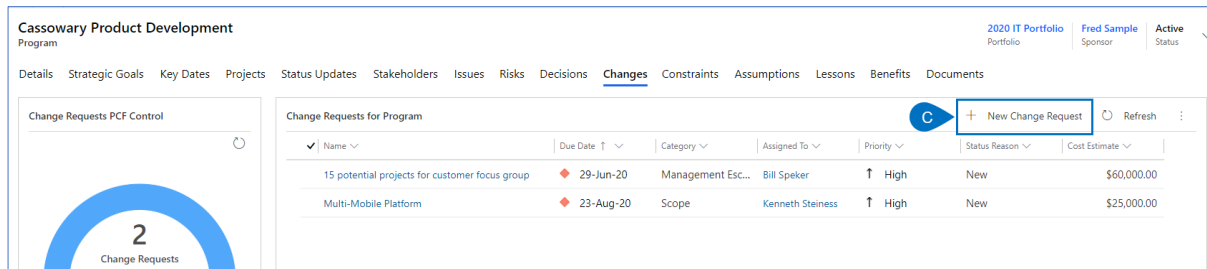 Cassowary Product Development
Program
2020 IT Portfolio Fred Sample Active
Portfolio Sponsor Status
Details Strategic Goals Key Dates Projects Status Updates Stakeholders Issues Risks Decisions Changes Constraints Assumptions Lessons Benefits Documents
Change Requests PCF Control
2
Change Requests
Change Requests for Program
C
+ New Change Request
Refresh
Name Due Date ↑ Category Assigned To Priority Status Reason Cost Estimate
15 potential projects for customer focus group 29-Jun-20 Management Esc... Bill Speker ↑ High New $60,000.00
Multi-Mobile Platform 23-Aug-20 Scope Kenneth Steiness ↑ High New $25,000.00